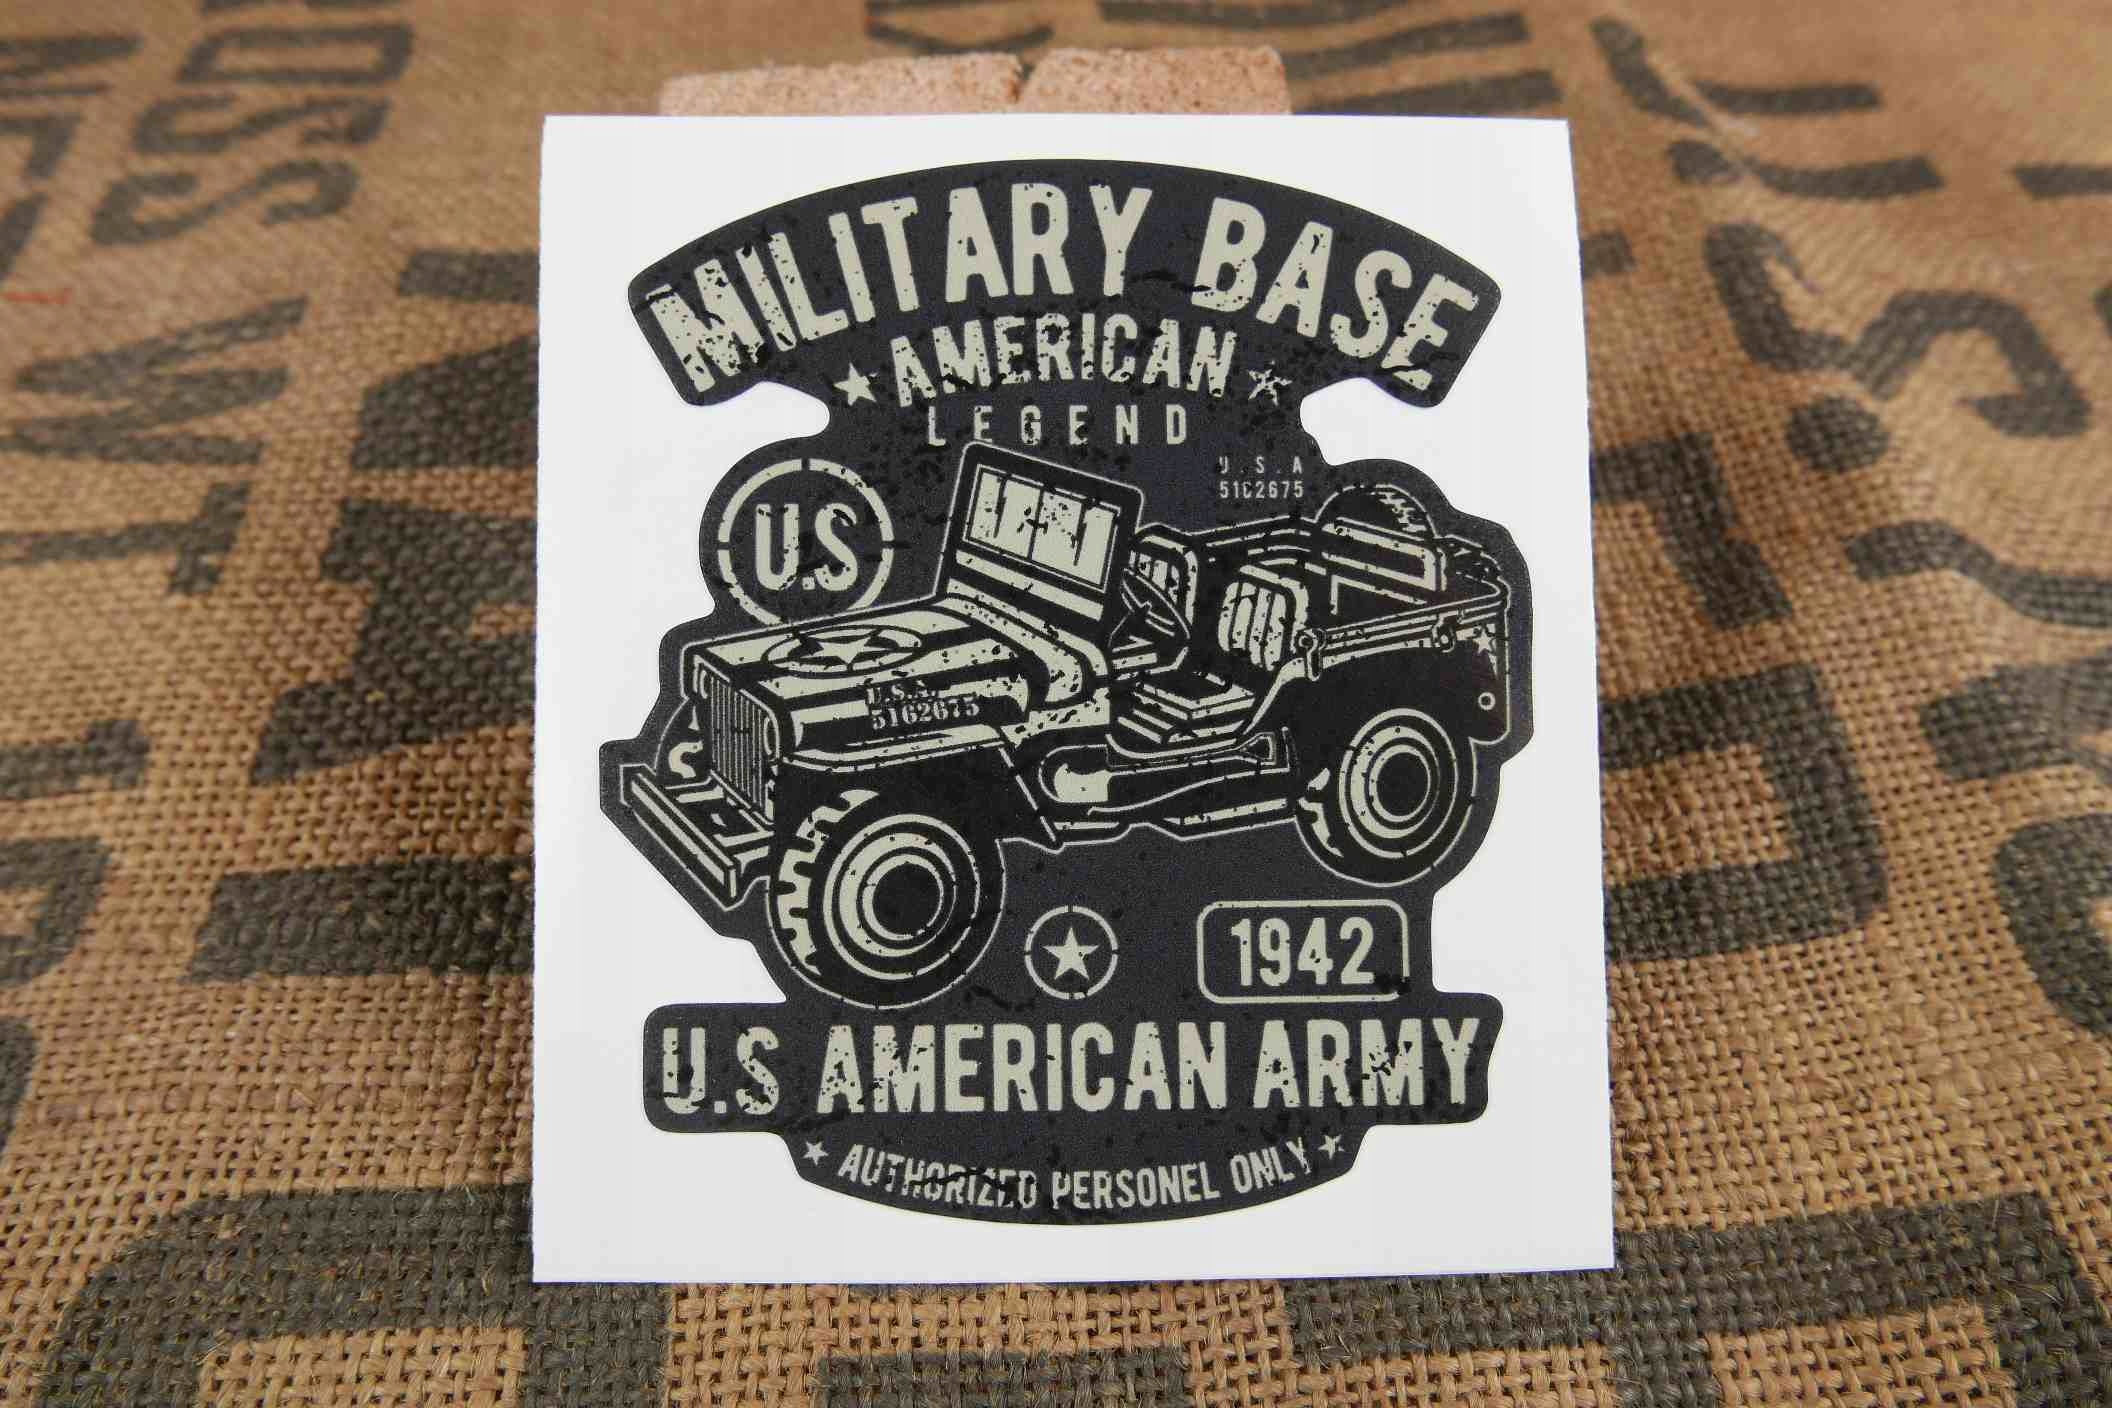 MILITARY BASE
AMERICAN
LEGEND
U.S.A
5162675
U.S
U.S.A.
5162675
1942
U.S AMERICAN ARMY
AUTHORIZED PERSONEL ONLY